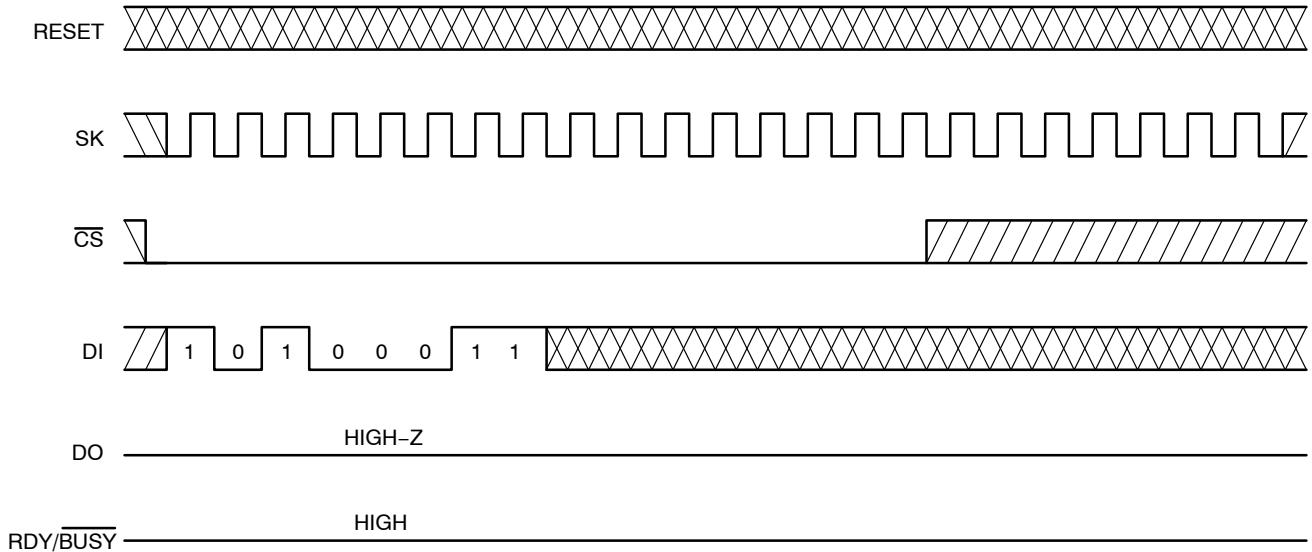 RESET
SK
CS
DI 1 0 1 0 0 0 1 1
DO HIGH–Z
RDY/BUSY HIGH